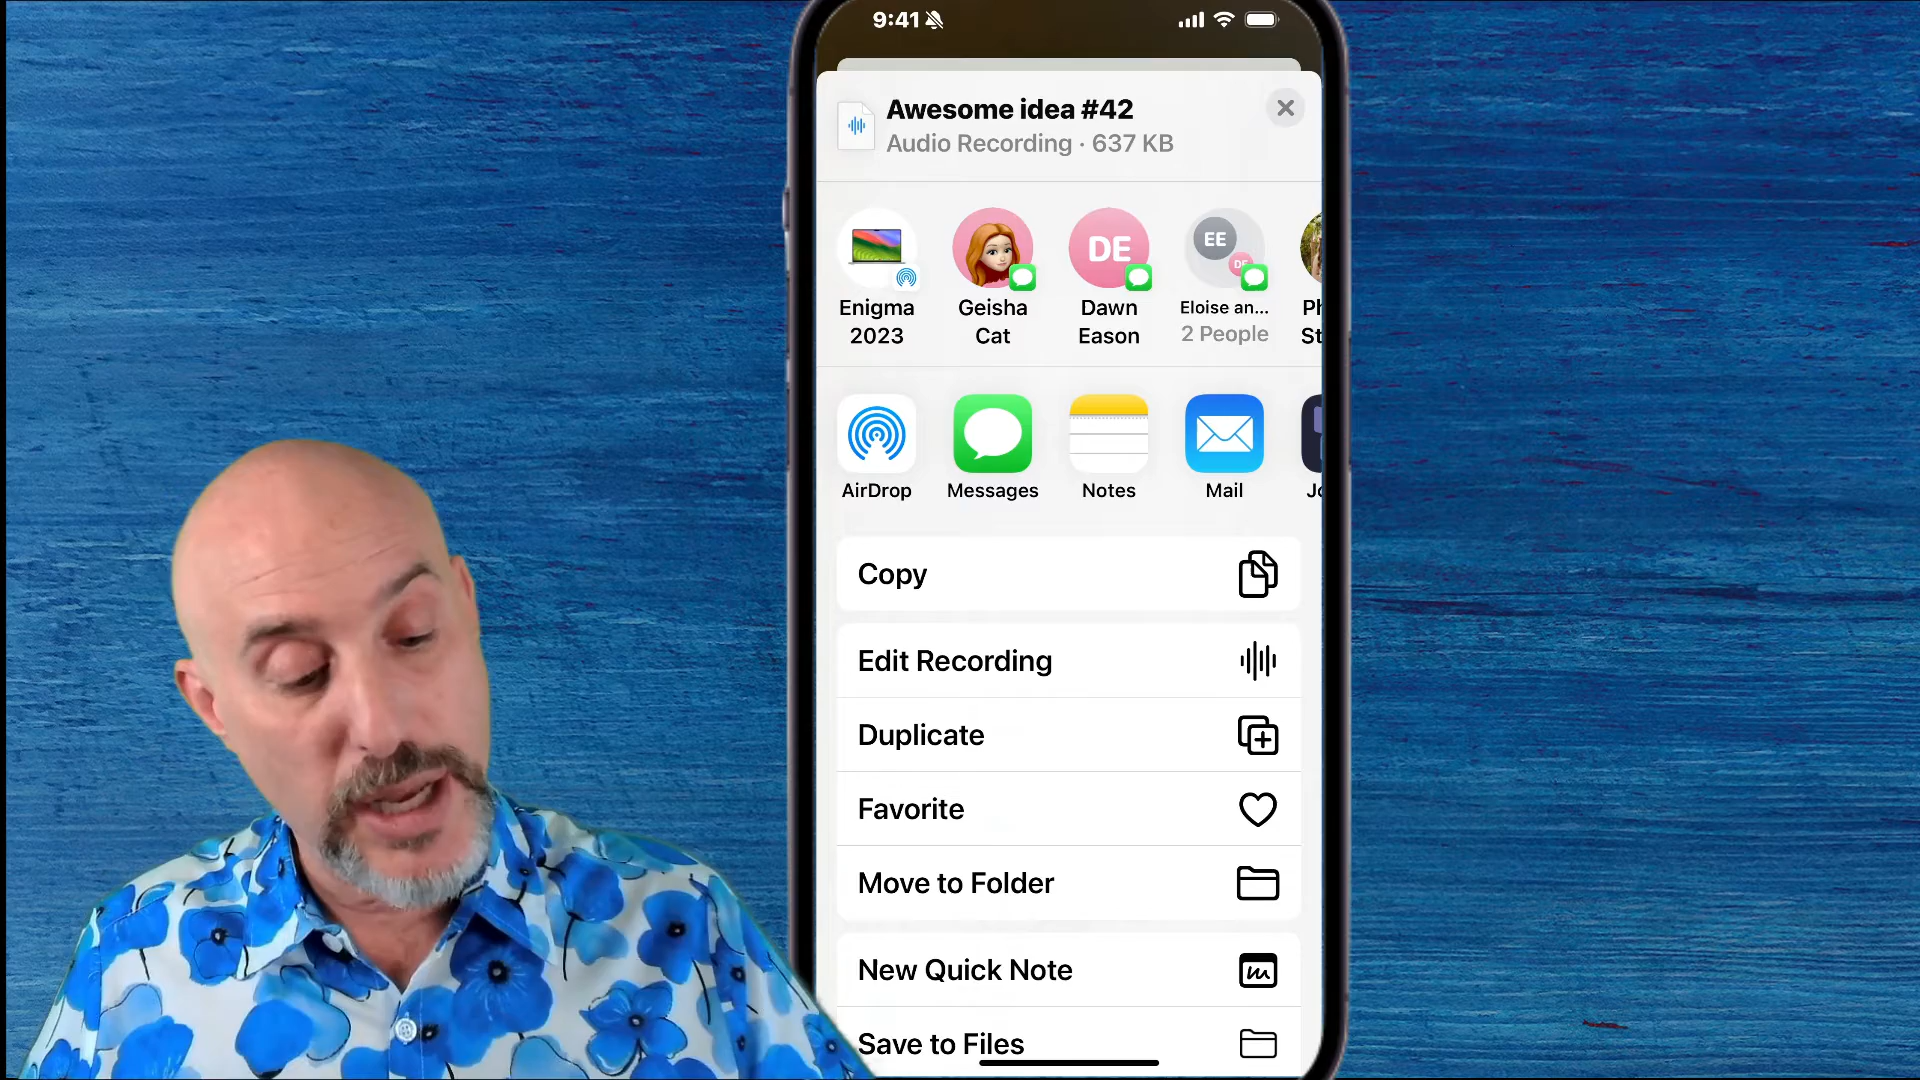 9:41
Awesome idea #42
Audio Recording · 637 KB
Enigma
2023
Geisha
Cat
DE
Dawn
Eason
EE
DE
Eloise an...
2 People
AirDrop
Messages
Notes
Mail
Copy
Edit Recording
Duplicate
Favorite
Move to Folder
New Quick Note
Save to Files